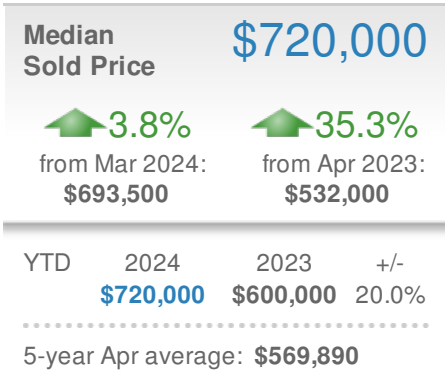 Median $720,000
Sold Price
3.8% 35.3%
from Mar 2024: from Apr 2023:
$693,500 $532,000
YTD 2024 2023 +/-
$720,000 $600,000 20.0%
5-year Apr average: $569,890